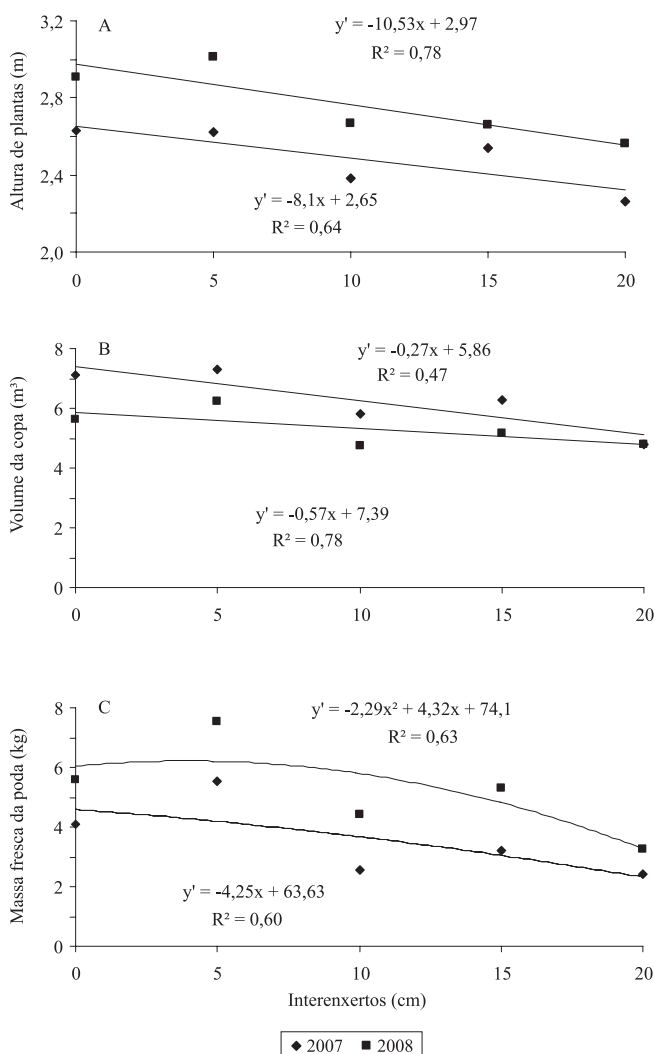 A
y' = -10,53x + 2,97
R² = 0,78
Altura de plantas (m)
3,2
2,8
2,4
2,0
y' = -8,1x + 2,65
R² = 0,64
0 5 10 15 20
B
y' = -0,27x + 5,86
R² = 0,47
Volume da copa (m³)
8
6
4
2
0
y' = -0,57x + 7,39
R² = 0,78
0 5 10 15 20
C
y' = -2,29x² + 4,32x + 74,1
R² = 0,63
Massa fresca da poda (kg)
8
6
4
2
0
y' = -4,25x + 63,63
R² = 0,60
0 5 10 15 20
Interenxertos (cm)
2007 2008